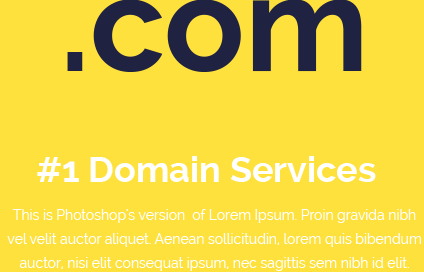 .com
#1 Domain Services
This is Photoshop's version of Lorem Ipsum. Proin gravida nibh
vel velit auctor aliquet. Aenean sollicitudin, lorem quis bibendum
auctor, nisi elit consequat ipsum, nec sagittis sem nibh id elit.